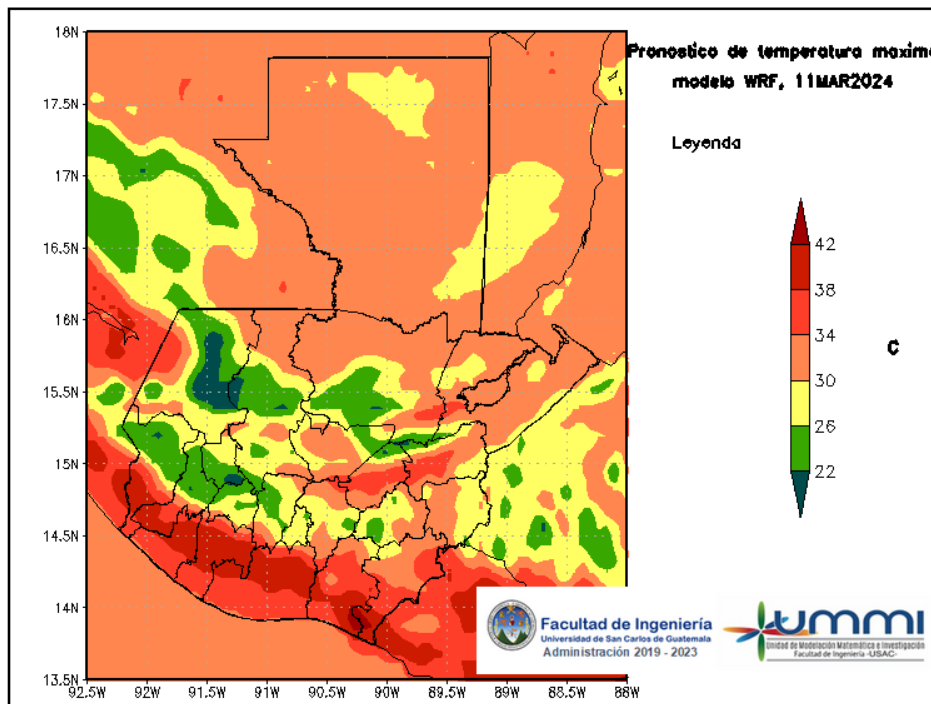 Pronostico de temperatura maxima
modelo WRF, 11MAR2024
Leyenda
42
38
34
30
26
22
C
18N
17.5N
17N
16.5N
16N
15.5N
15N
14.5N
14N
13.5N
92.5W 92W 91.5W 91W 90.5W 90W 89.5W 89W 88.5W 88W
Facultad de Ingeniería
Universidad de San Carlos de Guatemala
Administración 2019 - 2023
UMMI
Unidad de Modelación Matemática e Investigación
Facultad de Ingeniería -USAC-